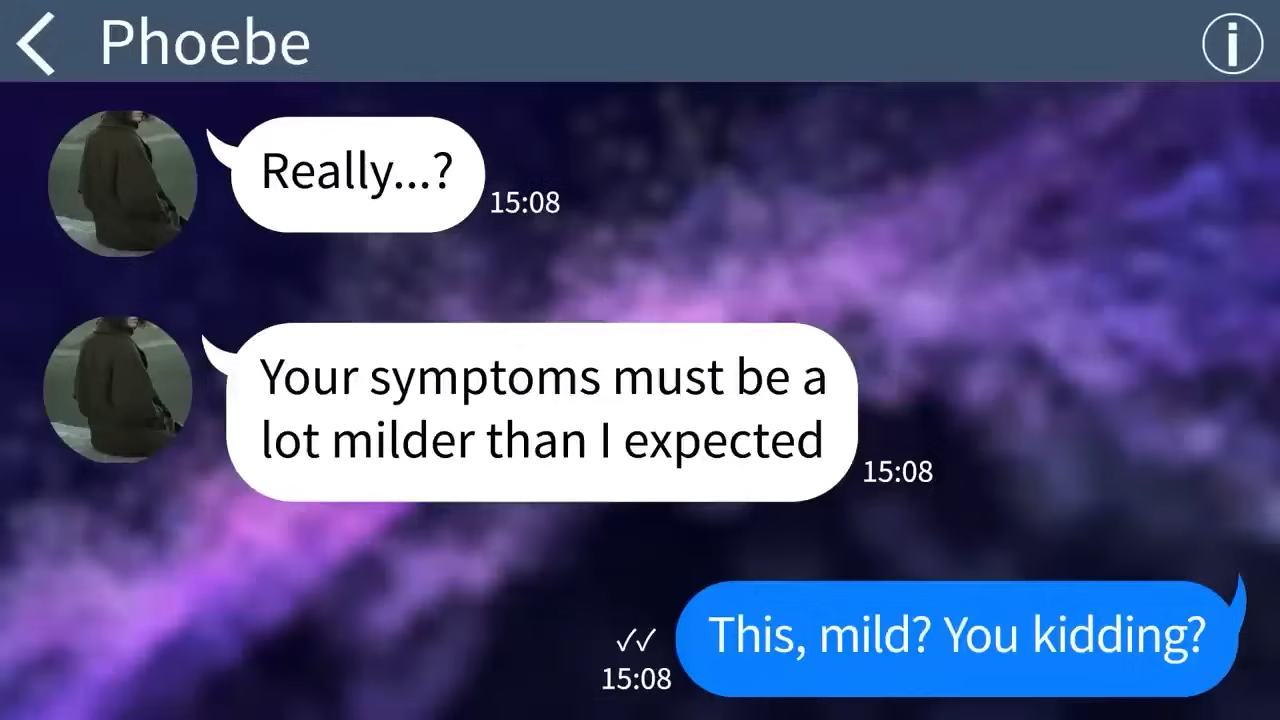 Phoebe
Really...?
15:08
Your symptoms must be a
lot milder than I expected
15:08
This, mild? You kidding?
15:08